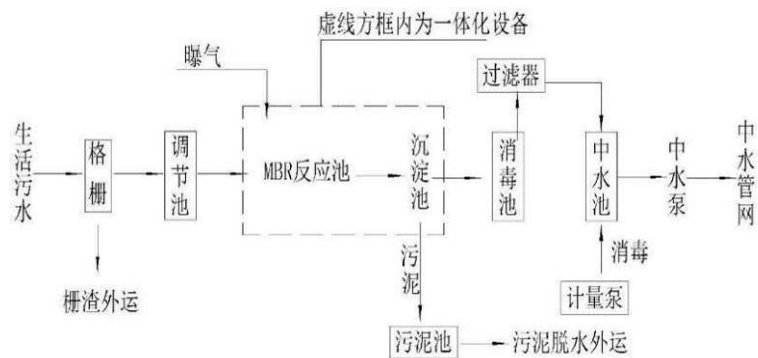 虚线方框内为一体化设备
曝气
过滤器
生活污水
格栅
调节池
MBR反应池
沉淀池
消毒池
中水池
中水泵
中水管网
污泥
消毒
栅渣外运
计量泵
污泥池
污泥脱水外运